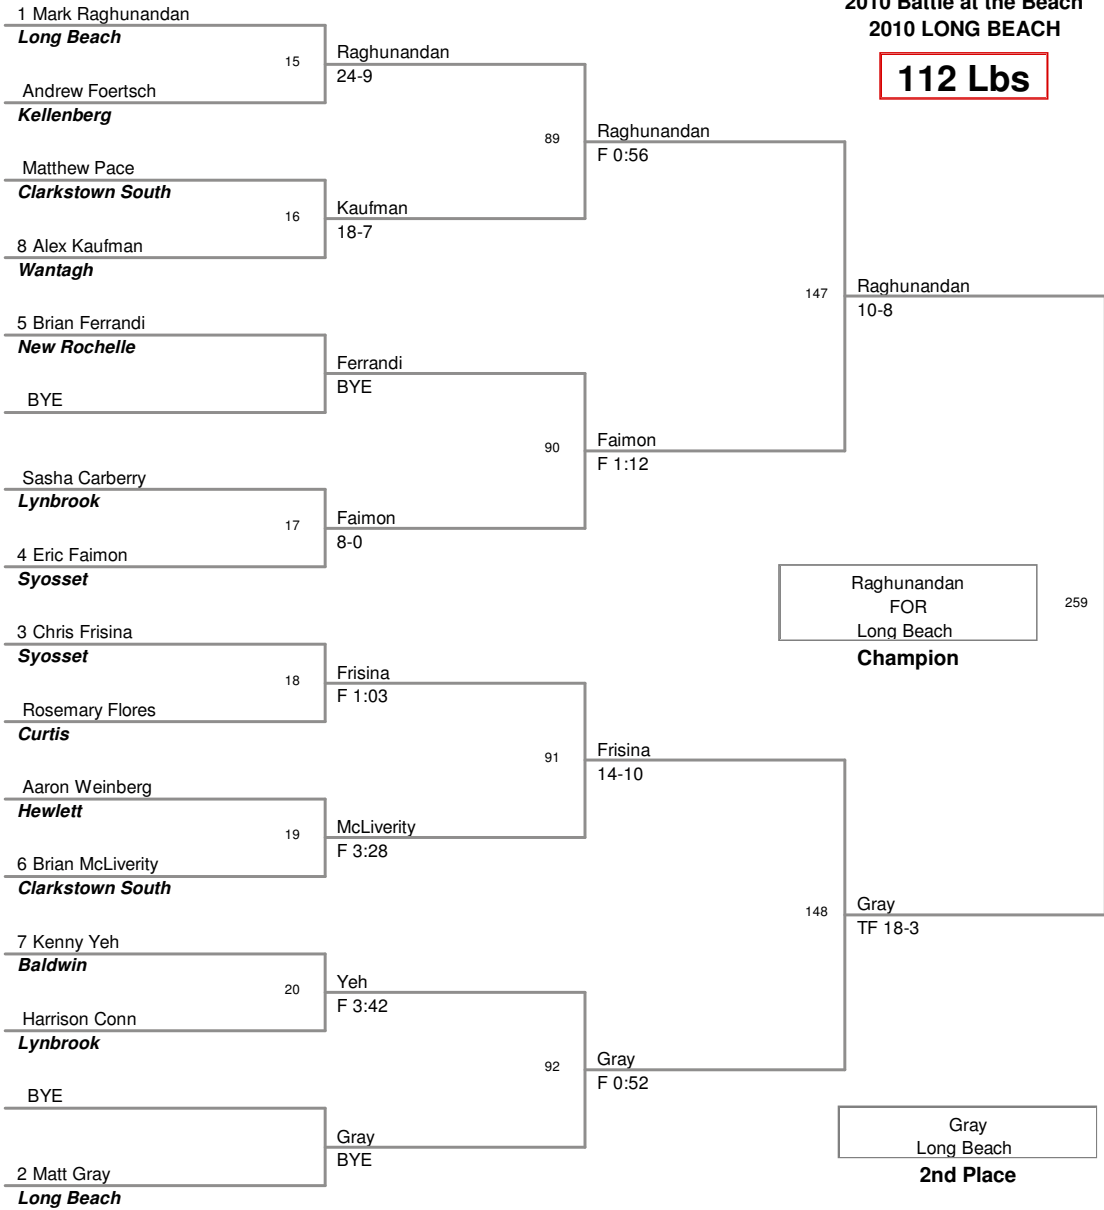 2010 Battle at the Beach
2010 LONG BEACH
112 Lbs
1 Mark Raghunandan
Long Beach
15
Andrew Foertsch
Kellenberg
Raghunandan
24-9
Matthew Pace
Clarkstown South
16
8 Alex Kaufman
Wantagh
Kaufman
18-7
89
Raghunandan
F 0:56
5 Brian Ferrandi
New Rochelle
BYE
Ferrandi
BYE
Sasha Carberry
Lynbrook
17
4 Eric Faimon
Syosset
Faimon
8-0
90
Faimon
F 1:12
147
Raghunandan
10-8
3 Chris Frisina
Syosset
18
Rosemary Flores
Curtis
Frisina
F 1:03
Aaron Weinberg
Hewlett
19
6 Brian McLiverity
Clarkstown South
McLiverity
F 3:28
91
Frisina
14-10
7 Kenny Yeh
Baldwin
20
Harrison Conn
Lynbrook
Yeh
F 3:42
BYE
2 Matt Gray
Long Beach
Gray
BYE
92
Gray
F 0:52
148
Gray
TF 18-3
259
Raghunandan
FOR
Long Beach
Champion
Gray
Long Beach
2nd Place